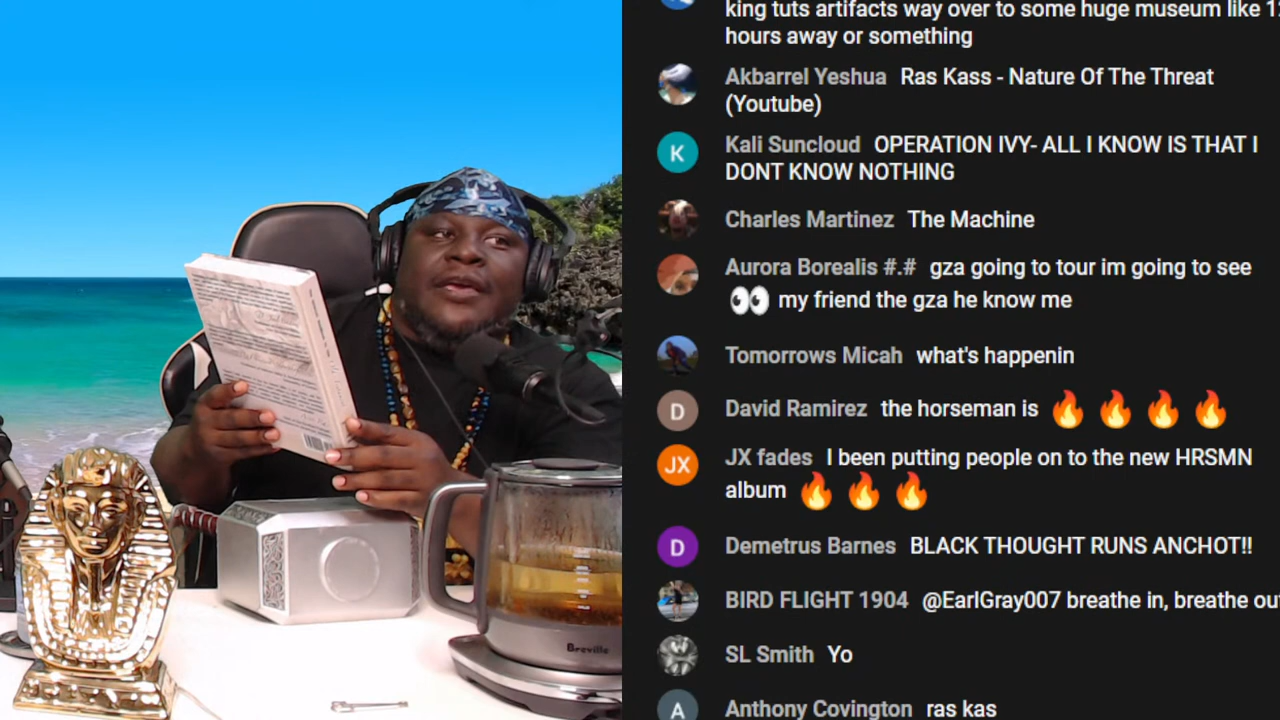 king tuts artifacts way over to some huge museum like
hours away or something
Akbarrel Yeshua Ras Kass - Nature Of The Threat
(Youtube)
K Kali Suncloud OPERATION IVY- ALL I KNOW IS THAT I
DONT KNOW NOTHING
Charles Martinez The Machine
Aurora Borealis #.# gza going to tour im going to see
👀 my friend the gza he know me
Tomorrows Micah what's happenin
D David Ramirez the horseman is 🔥 🔥 🔥 🔥
JX JX fades I been putting people on to the new HRSMN
album 🔥 🔥 🔥
D Demetrus Barnes BLACK THOUGHT RUNS ANCHOT!!
BIRD FLIGHT 1904 @EarlGray007 breathe in, breathe out
SL Smith Yo
A Anthony Covington ras kas
Breville